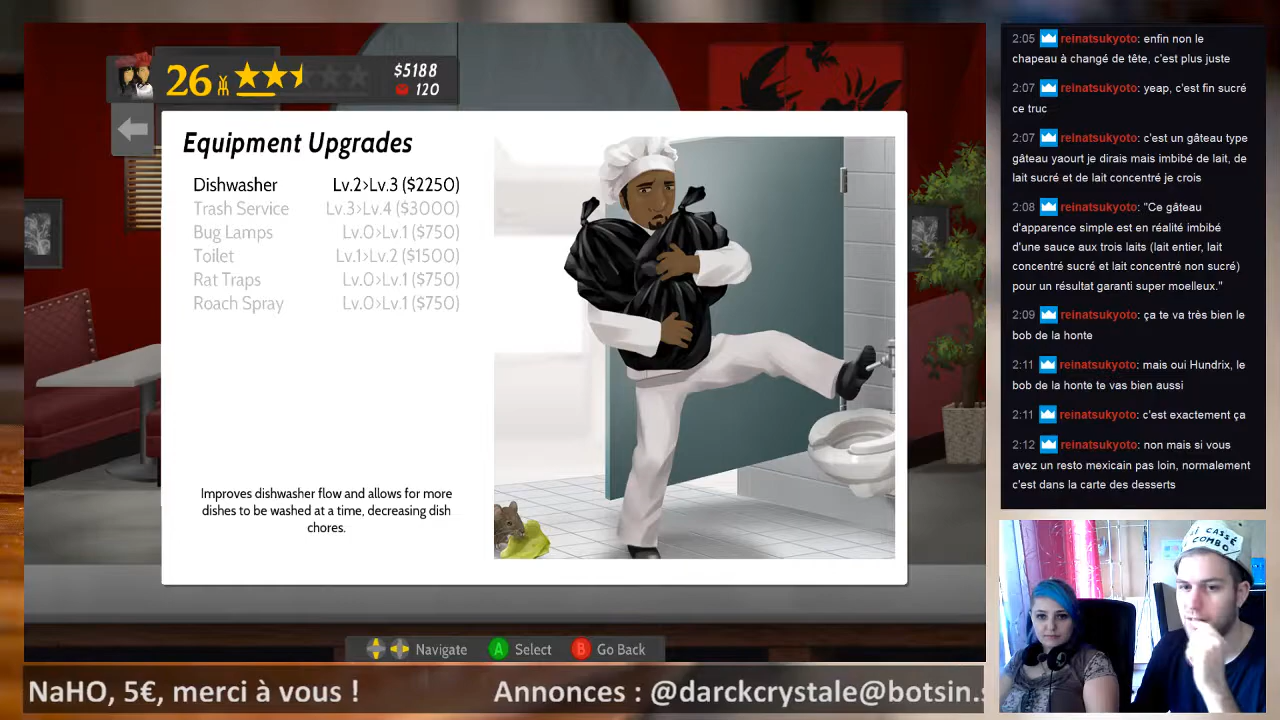 26
$5188
120
Equipment Upgrades
Dishwasher Lv.2>Lv.3 ($2250)
Trash Service Lv.3>Lv.4 ($3000)
Bug Lamps Lv.0>Lv.1 ($750)
Toilet Lv.1>Lv.2 ($1500)
Rat Traps Lv.0>Lv.1 ($750)
Roach Spray Lv.0>Lv.1 ($750)
Improves dishwasher flow and allows for more
dishes to be washed at a time, decreasing dish
chores.
Navigate A Select B Go Back
NaHO, 5€, merci à vous ! Annonces : @darckcrystale@botsin.s
2:05 reinatsukyoto: enfin non le
chapeau à changé de tête, c'est plus juste
2:07 reinatsukyoto: yeap, c'est fin sucré
ce truc
2:07 reinatsukyoto: c'est un gâteau type
gâteau yaourt je dirais mais imbibé de lait, de
lait sucré et de lait concentré je crois
2:08 reinatsukyoto: "Ce gâteau
d'apparence simple est en réalité imbibé
d'une sauce aux trois laits (lait entier, lait
concentré sucré et lait concentré non sucré)
pour un résultat garanti super moelleux."
2:09 reinatsukyoto: ça te va très bien le
bob de la honte
2:11 reinatsukyoto: mais oui Hundrix, le
bob de la honte te vas bien aussi
2:11 reinatsukyoto: c'est exactement ça
2:12 reinatsukyoto: non mais si vous
avez un resto mexicain pas loin, normalement
c'est dans la carte des desserts
CASSÉ
COMBO